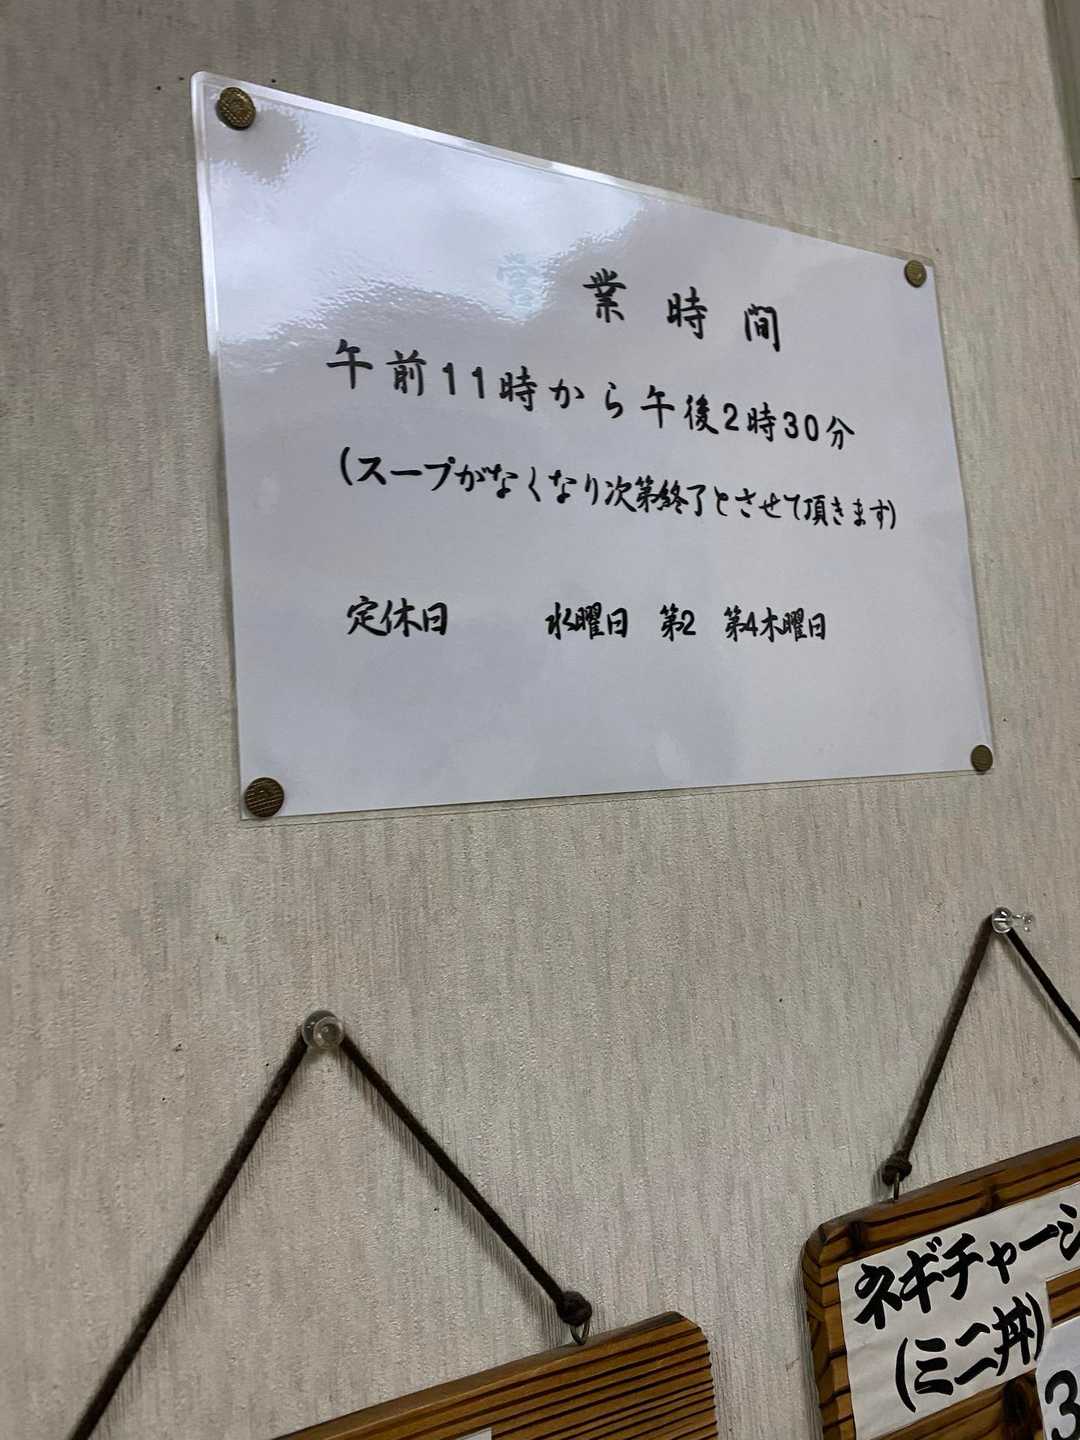 営業時間
午前11時から午後2時30分
(スープがなくなり次第終了とさせて頂きます)
定休日 水曜日 第2 第4木曜日
ネギチャーシ
(ミニ丼)
3